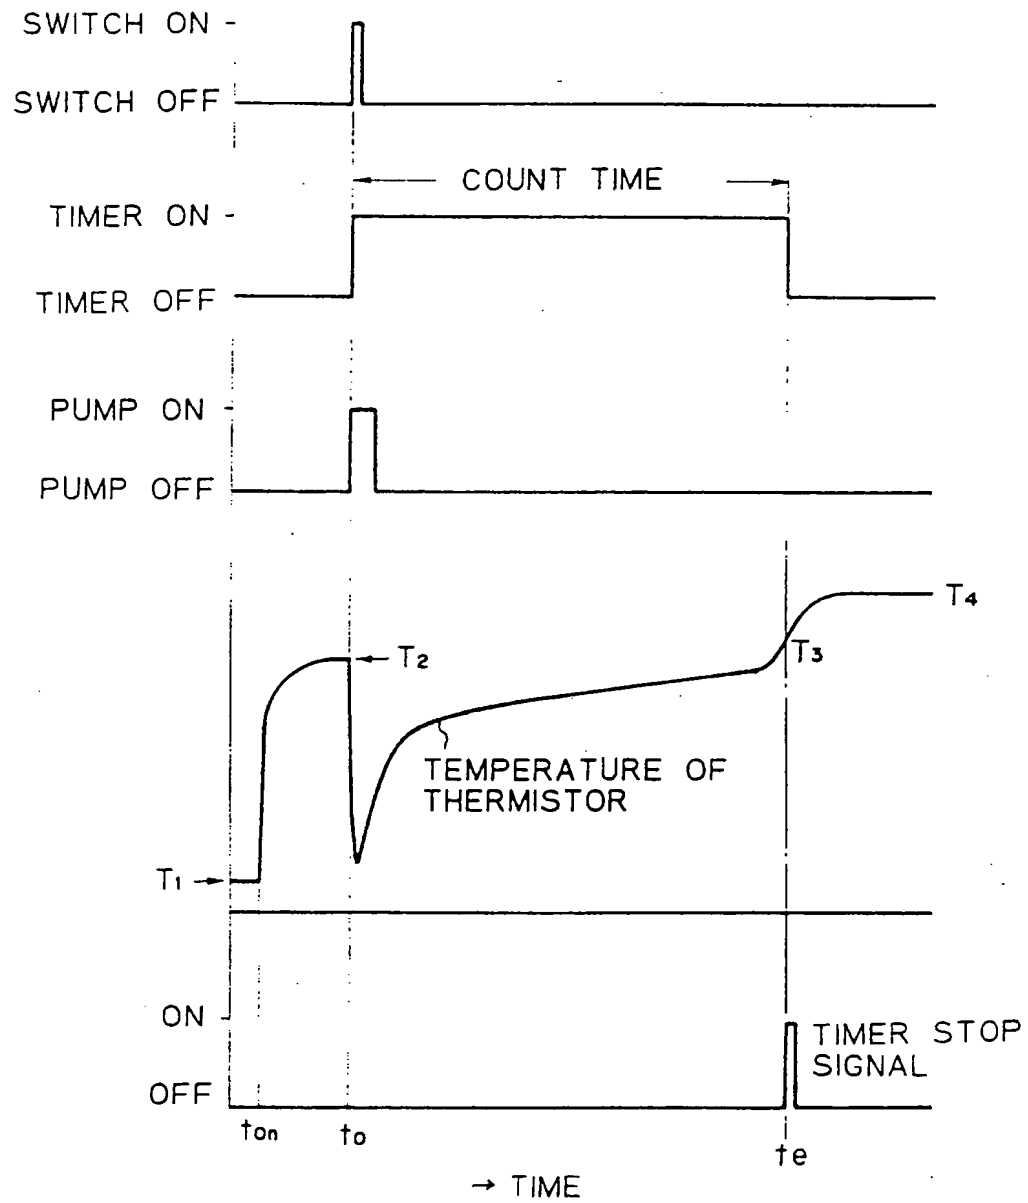 SWITCH ON
SWITCH OFF
COUNT TIME
TIMER ON
TIMER OFF
PUMP ON
PUMP OFF
T4
T2
T3
TEMPERATURE OF
THERMISTOR
T1
ON
TIMER STOP
SIGNAL
OFF
ton
to
te
→ TIME